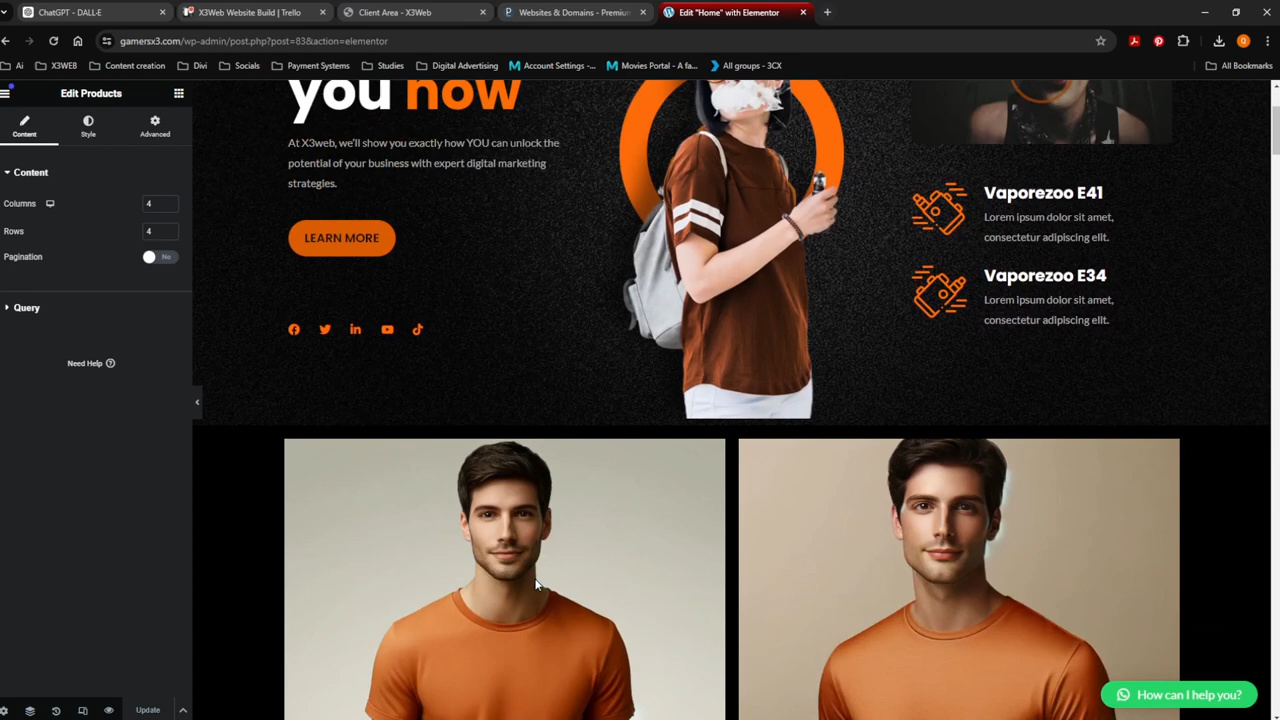 ChatGPT - DALL-E
X3Web Website Build | Trello
Client Area - X3Web
Websites & Domains - Premium
Edit "Home" with Elementor
gamersx3.com/wp-admin/post.php?post=83&action=elementor
Ai
X3WEB
Content creation
Divi
Socials
Payment Systems
Studies
Digital Advertising
Account Settings -...
Movies Portal - A fa...
All groups - 3CX
All Bookmarks
Edit Products
Content
Style
Advanced
Content
Columns
4
Rows
4
Pagination
No
Query
Need Help
Update
you now
At X3web, we'll show you exactly how YOU can unlock the
potential of your business with expert digital marketing
strategies.
LEARN MORE
Vaporezoo E41
Lorem ipsum dolor sit amet,
consectetur adipiscing elit.
Vaporezoo E34
Lorem ipsum dolor sit amet,
consectetur adipiscing elit.
How can I help you?